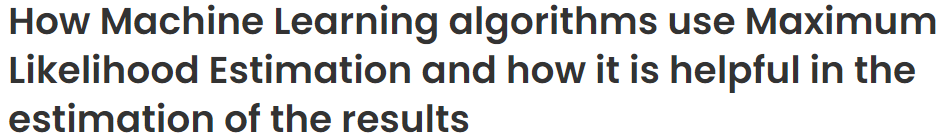 How Machine Learning algorithms use Maximum
Likelihood Estimation and how it is helpful in the
estimation of the results